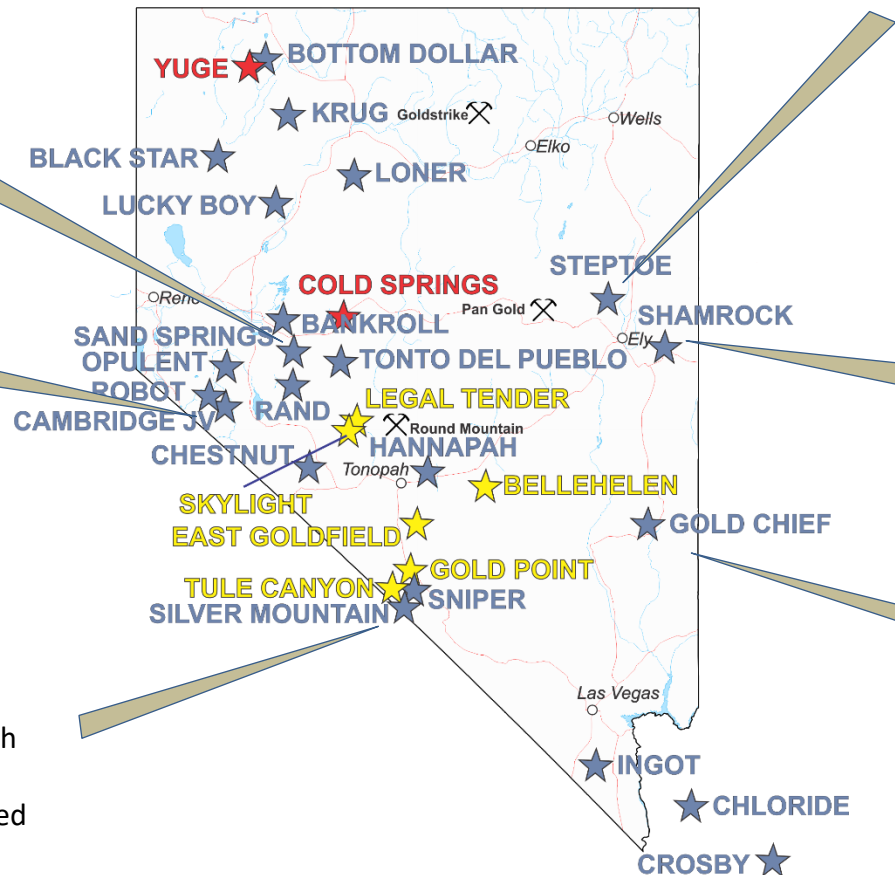 BOTTOM DOLLAR
YUGE
KRUG
Goldstrike
Wells
Elko
BLACK STAR
LONER
LUCKY BOY
STEPTOE
COLD SPRINGS
Reno
Pan Gold
BANKROLL
SHAMROCK
SAND SPRINGS
Ely
OPULENT
TONTO DEL PUEBLO
ROBOT
LEGAL TENDER
RAND
CAMBRIDGE JV
Round Mountain
HANNAPAH
CHESTNUT
Tonopah
BELLEHELEN
SKYLIGHT
GOLD CHIEF
EAST GOLDFIELD
GOLD POINT
TULE CANYON
SNIPER
SILVER MOUNTAIN
Las Vegas
h
INGOT
CHLORIDE
ed
CROSBY